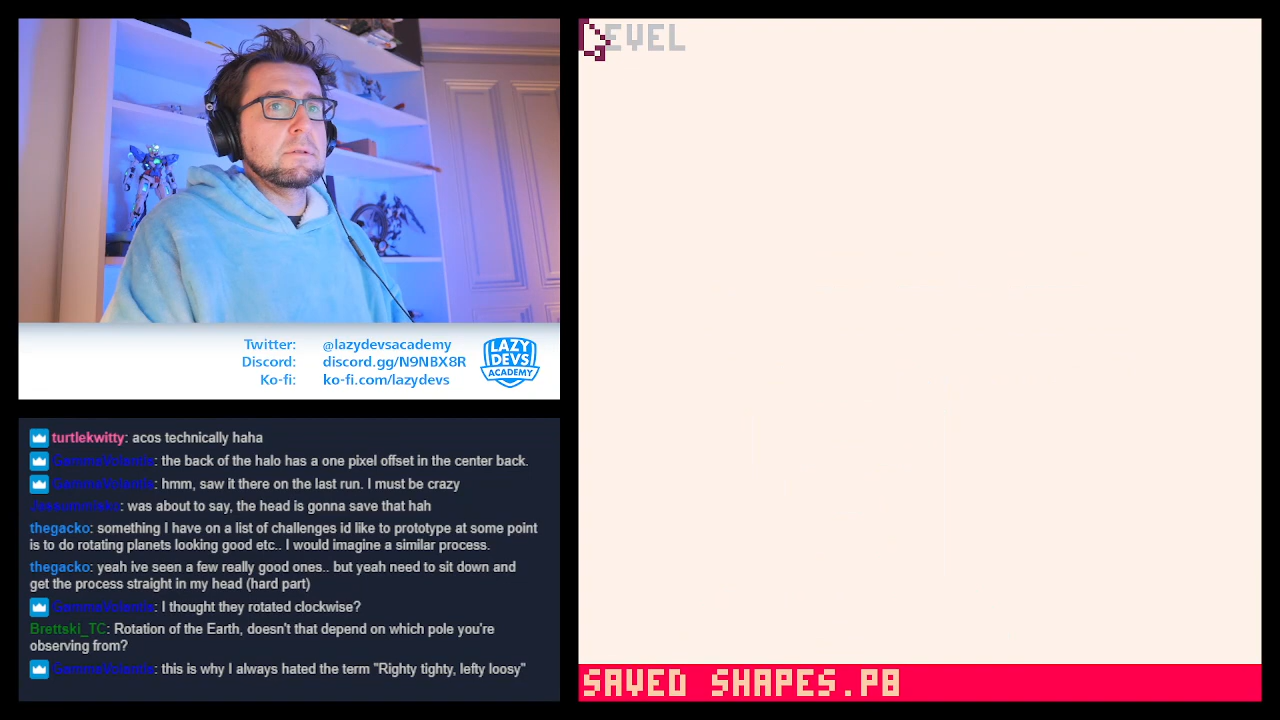 EVEL
Twitter: @lazydevsacademy
Discord: discord.gg/N9NBX8R
Ko-fi: ko-fi.com/lazydevs
LAZY
DEVS
ACADEMY
turtlekwitty: acos technically haha
GammaVolantis: the back of the halo has a one pixel offset in the center back.
GammaVolantis: hmm, saw it there on the last run. I must be crazy
: was about to say, the head is gonna save that hah
thegacko: something I have on a list of challenges id like to prototype at some point
is to do rotating planets looking good etc.. I would imagine a similar process.
thegacko: yeah ive seen a few really good ones.. but yeah need to sit down and
get the process straight in my head (hard part)
GammaVolantis: I thought they rotated clockwise?
Brettski_TC: Rotation of the Earth, doesn't that depend on which pole you're
observing from?
GammaVolantis: this is why I always hated the term "Righty tighty, lefty loosy"
SAVED SHAPES.P8